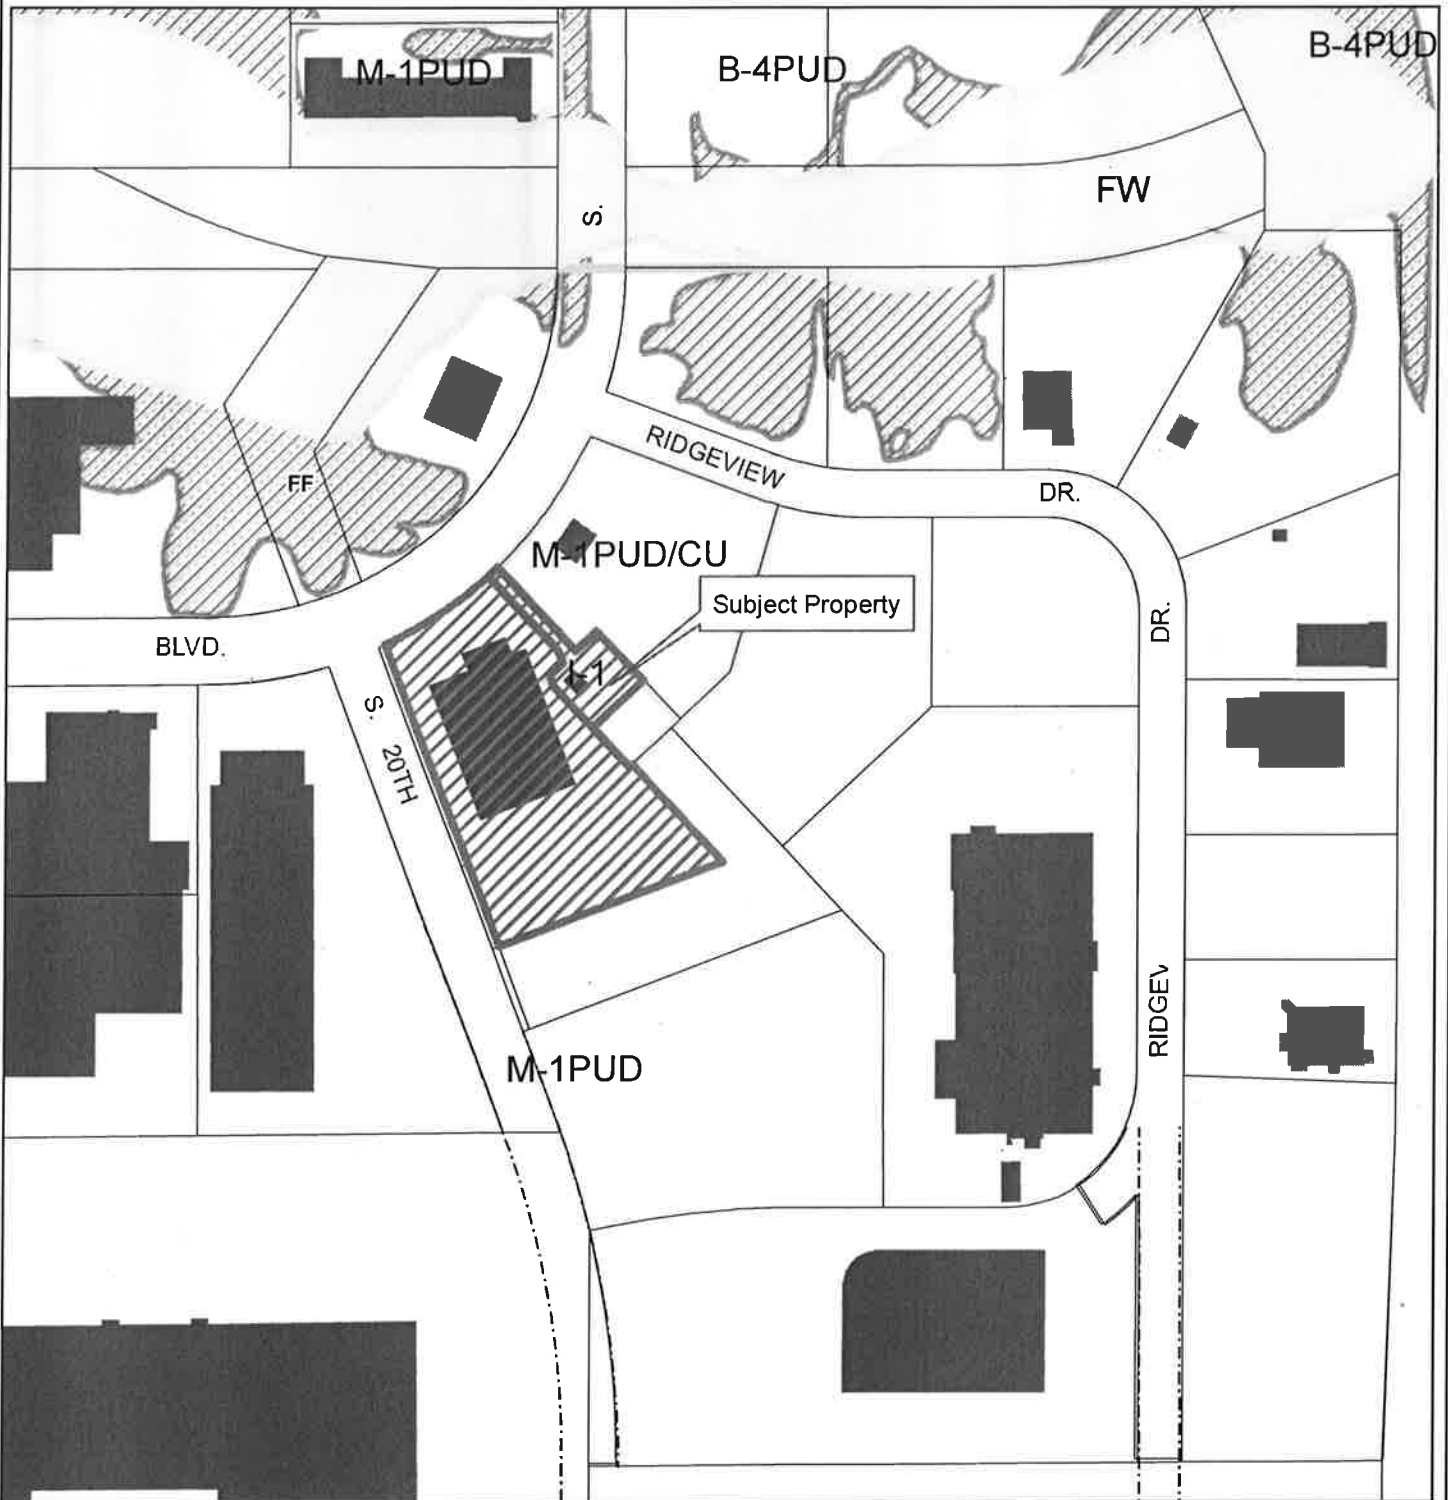 M-1PUD
B-4PUD
B-4PUD
FW
S.
RIDGEVIEW
DR.
FF
M-1PUD/CU
Subject Property
DR.
BLVD.
I-1
S.
20TH
RIDGEV
M-1PUD